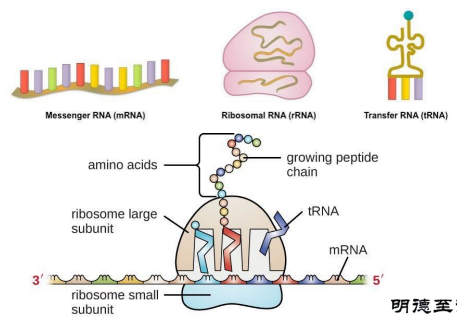 Messenger RNA (mRNA)
Ribosomal RNA (rRNA)
Transfer RNA (tRNA)
amino acids
growing peptide
chain
ribosome large
subunit
tRNA
mRNA
3′
5′
ribosome small
subunit
明德至